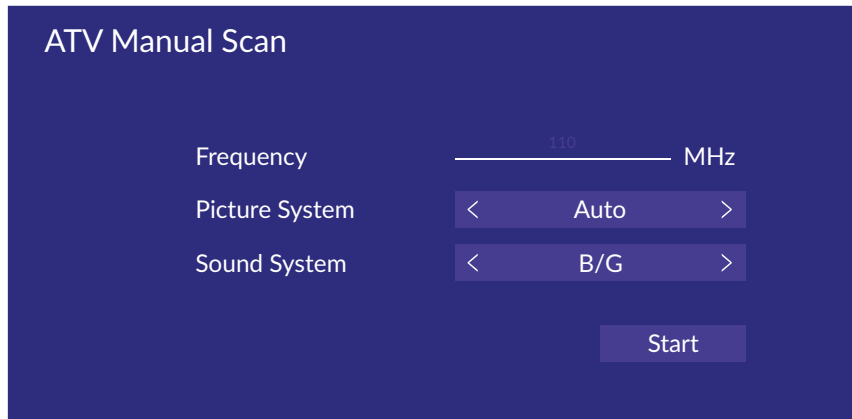 ATV Manual Scan
Frequency 110 MHz
Picture System < Auto >
Sound System < B/G >
Start